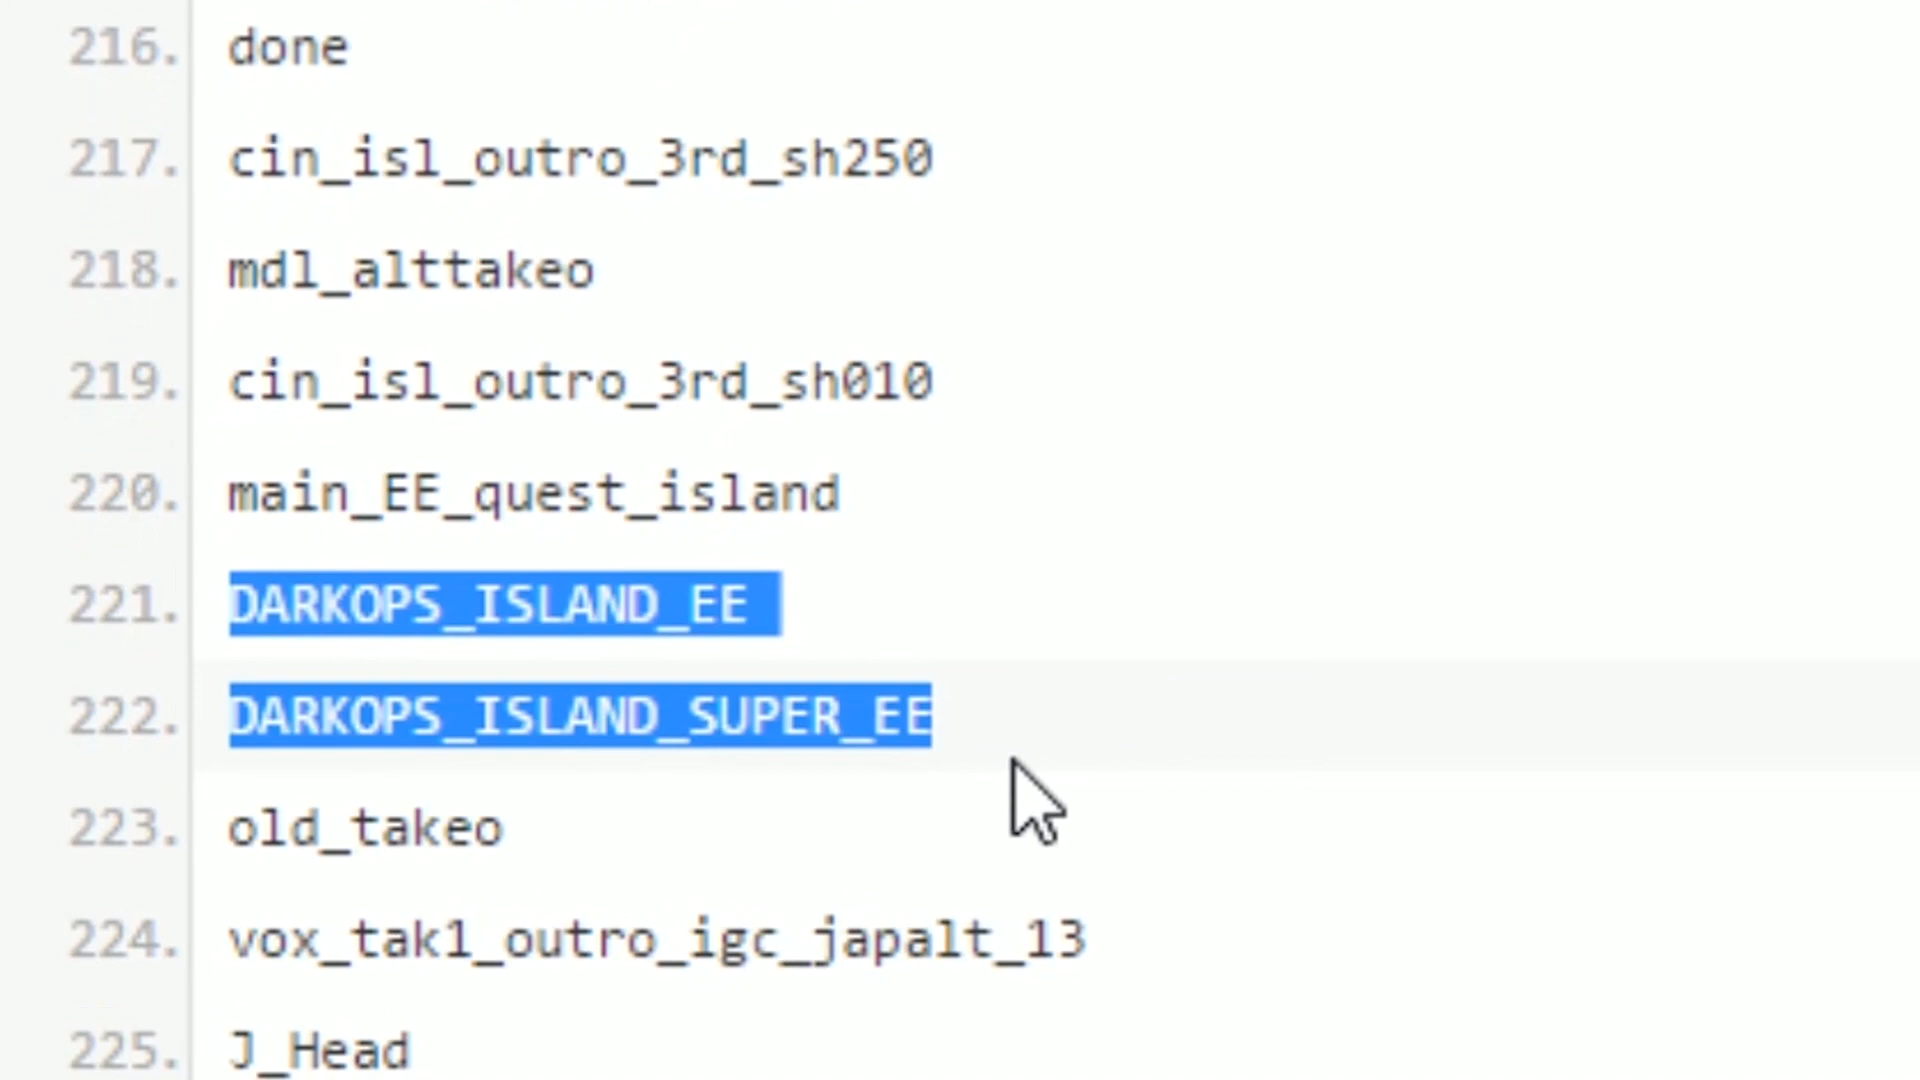 216. done
217. cin_isl_outro_3rd_sh250
218. mdl_alttakeo
219. cin_isl_outro_3rd_sh010
220. main_EE_quest_island
221. DARKOPS_ISLAND_EE
222. DARKOPS_ISLAND_SUPER_EE
223. old_takeo
224. vox_tak1_outro_igc_japalt_13
225. J_Head